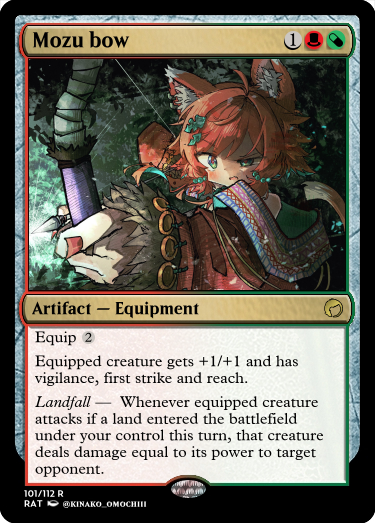 Mozu bow
1
Artifact — Equipment
Equip 2
Equipped creature gets +1/+1 and has
vigilance, first strike and reach.
Landfall — Whenever equipped creature
attacks if a land entered the battlefield
under your control this turn, that creature
deals damage equal to its power to target
opponent.
101/112 R
RAT @KINAKO_OMOCHIII